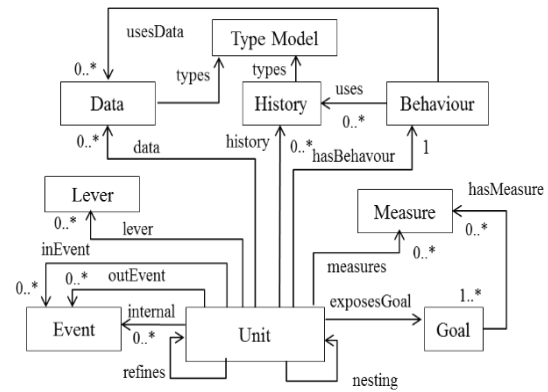 usesData
Type Model
0..*
types
types
Data
History
uses
Behaviour
0..*
0..*
data
history
0..*
hasBehavour
1
Lever
hasMeasure
0..*
lever
Measure
0..*
inEvent
0..*
outEvent
measures
0..*
0..*
internal
exposesGoal
1..*
Event
0..*
Unit
Goal
refines
nesting